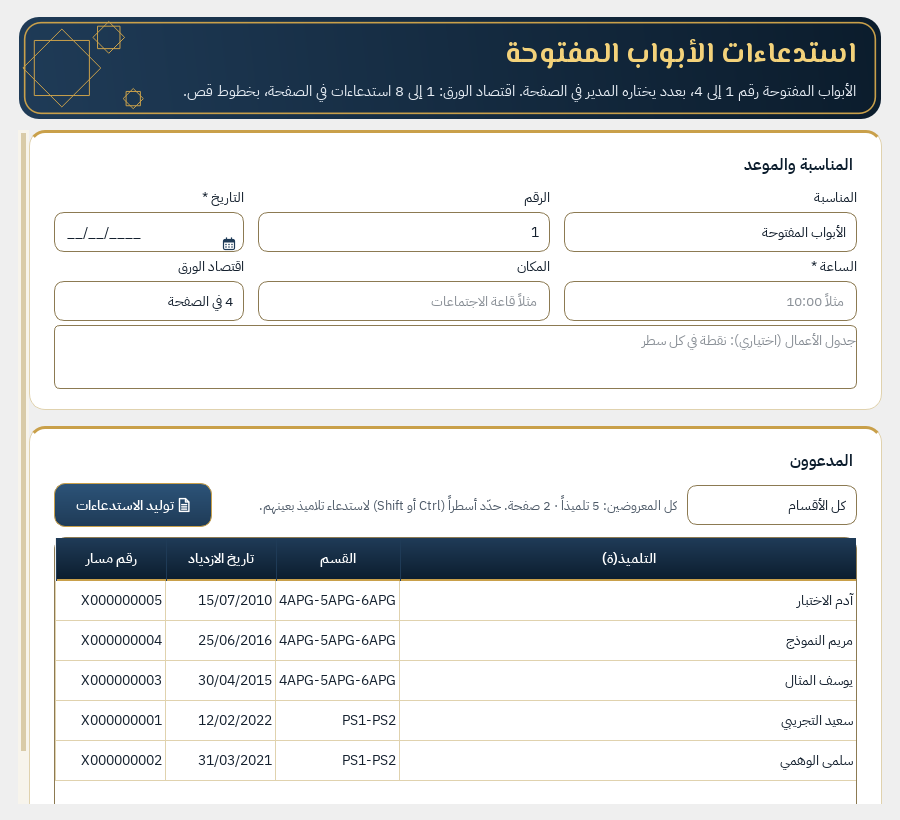 استدعاءات الأبواب المفتوحة
الأبواب المفتوحة رقم 1 إلى 4، بعدد يختاره المدير في الصفحة. اقتصاد الورق: 1 إلى 8 استدعاءات في الصفحة، بخطوط قص.
المناسبة والموعد
المناسبة
الرقم
التاريخ *
الأبواب المفتوحة
1
__/__/____
الساعة *
المكان
اقتصاد الورق
مثلاً 10:00
مثلاً قاعة الاجتماعات
4 في الصفحة
جدول الأعمال (اختياري): نقطة في كل سطر
المدعوون
كل الأقسام
كل المعروضين: 5 تلميذاً · 2 صفحة. حدّد أسطراً (Ctrl أو Shift) لاستدعاء تلاميذ بعينهم.
توليد الاستدعاءات
التلميذ(ة) القسم تاريخ الازدياد رقم مسار
آدم الاختبار 4APG-5APG-6APG 15/07/2010 X000000005
مريم النموذج 4APG-5APG-6APG 25/06/2016 X000000004
يوسف المثال 4APG-5APG-6APG 30/04/2015 X000000003
سعيد التجريبي PS1-PS2 12/02/2022 X000000001
سلمى الوهمي PS1-PS2 31/03/2021 X000000002